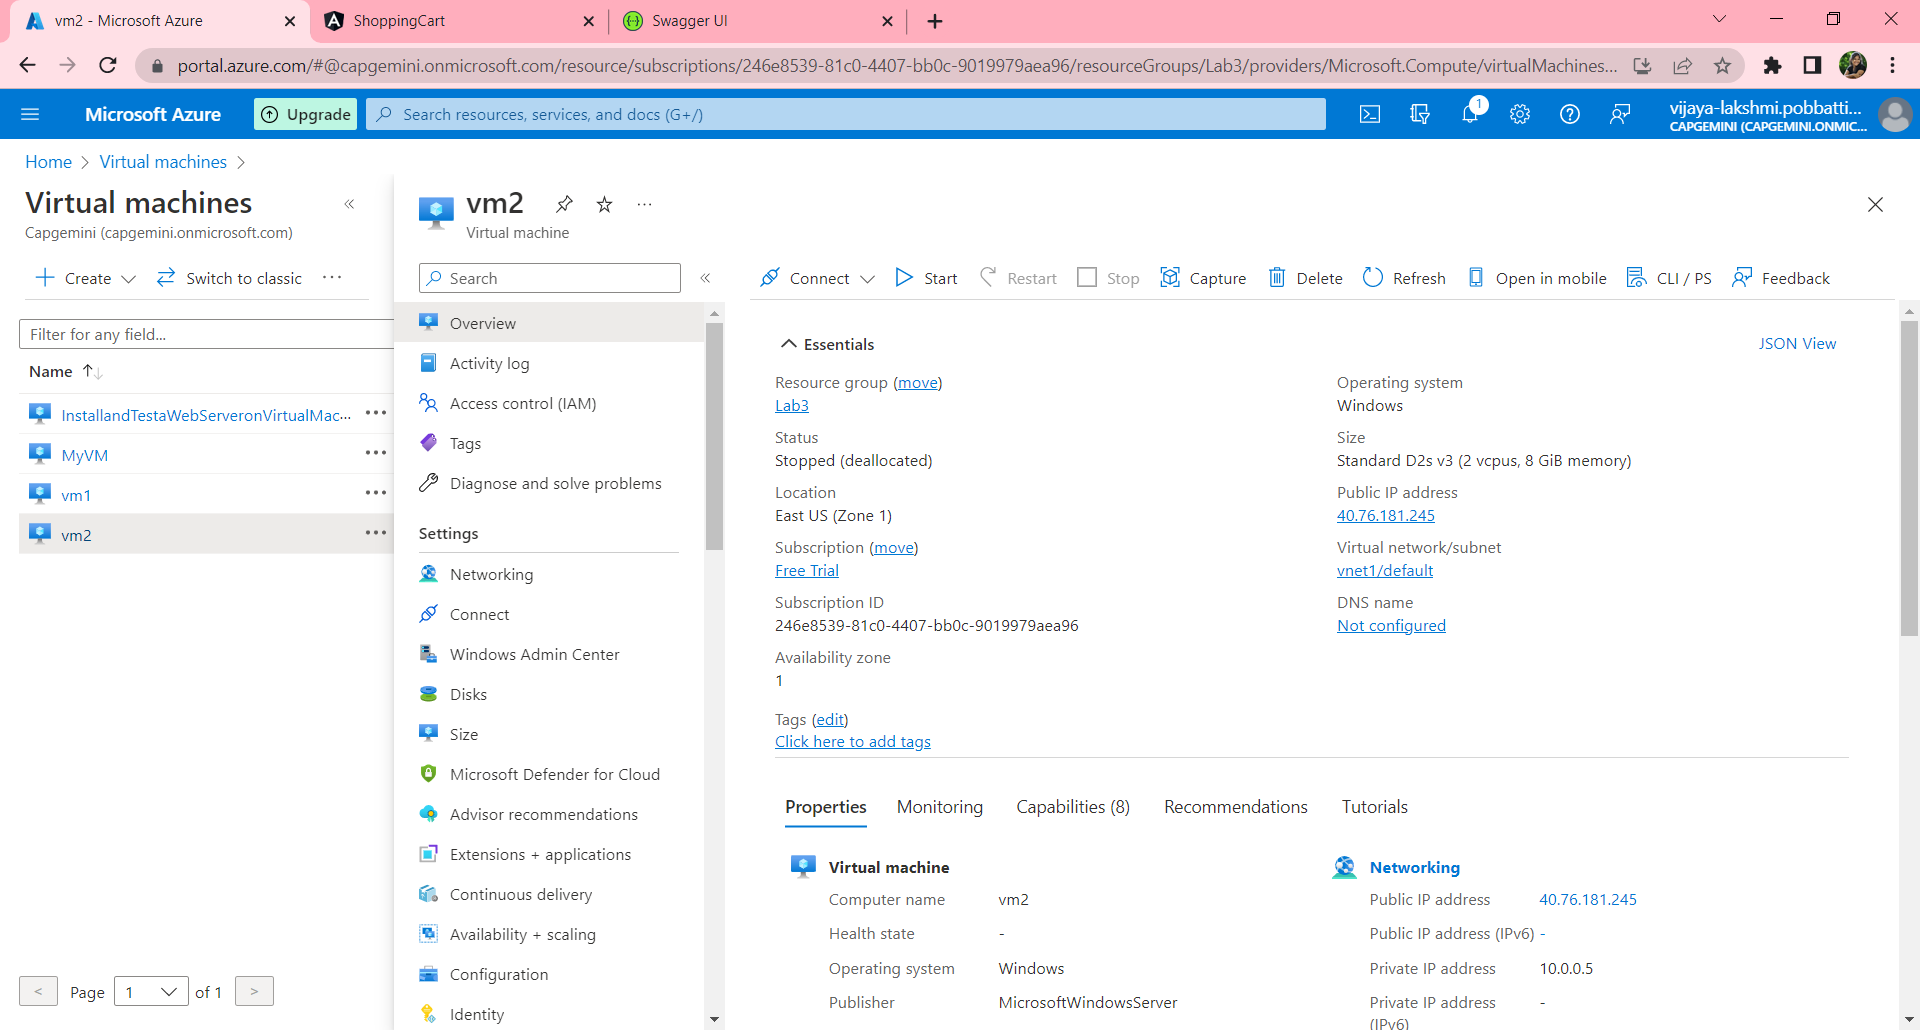 vm2 - Microsoft Azure
ShoppingCart
Swagger UI
portal.azure.com/#@capgemini.onmicrosoft.com/resource/subscriptions/246e8539-81c0-4407-bb0c-9019979aea96/resourceGroups/Lab3/providers/Microsoft.Compute/virtualMachines...
Microsoft Azure
Upgrade
Search resources, services, and docs (G+/)
1
vijaya-lakshmi.pobbatti...
CAPGEMINI (CAPGEMINI.ONMIC...
Home > Virtual machines >
Virtual machines
Capgemini (capgemini.onmicrosoft.com)
Create
Switch to classic
Filter for any field...
Name
InstallandTestaWebServeronVirtualMac...
MyVM
vm1
vm2
< Page 1 of 1 >
vm2
Virtual machine
Search
Overview
Activity log
Access control (IAM)
Tags
Diagnose and solve problems
Settings
Networking
Connect
Windows Admin Center
Disks
Size
Microsoft Defender for Cloud
Advisor recommendations
Extensions + applications
Continuous delivery
Availability + scaling
Configuration
Identity
Connect
Start
Restart
Stop
Capture
Delete
Refresh
Open in mobile
CLI / PS
Feedback
Essentials
JSON View
Resource group (move)
Lab3
Status
Stopped (deallocated)
Location
East US (Zone 1)
Subscription (move)
Free Trial
Subscription ID
246e8539-81c0-4407-bb0c-9019979aea96
Availability zone
1
Operating system
Windows
Size
Standard D2s v3 (2 vcpus, 8 GiB memory)
Public IP address
40.76.181.245
Virtual network/subnet
vnet1/default
DNS name
Not configured
Tags (edit)
Click here to add tags
Properties
Monitoring
Capabilities (8)
Recommendations
Tutorials
Virtual machine
Computer name vm2
Health state -
Operating system Windows
Publisher MicrosoftWindowsServer
Networking
Public IP address 40.76.181.245
Public IP address (IPv6) -
Private IP address 10.0.0.5
Private IP address -
(IPv6)